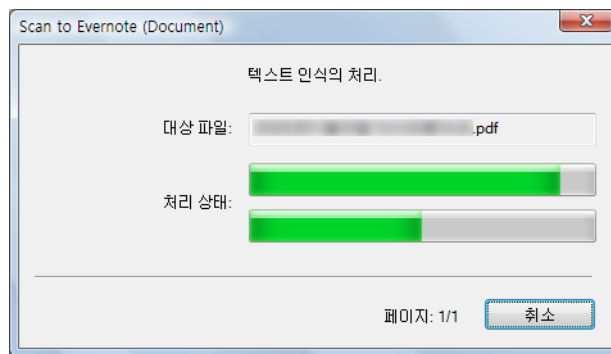 Scan to Evernote (Document)
텍스트 인식의 처리.
대상 파일: .pdf
처리 상태:
페이지: 1/1 취소